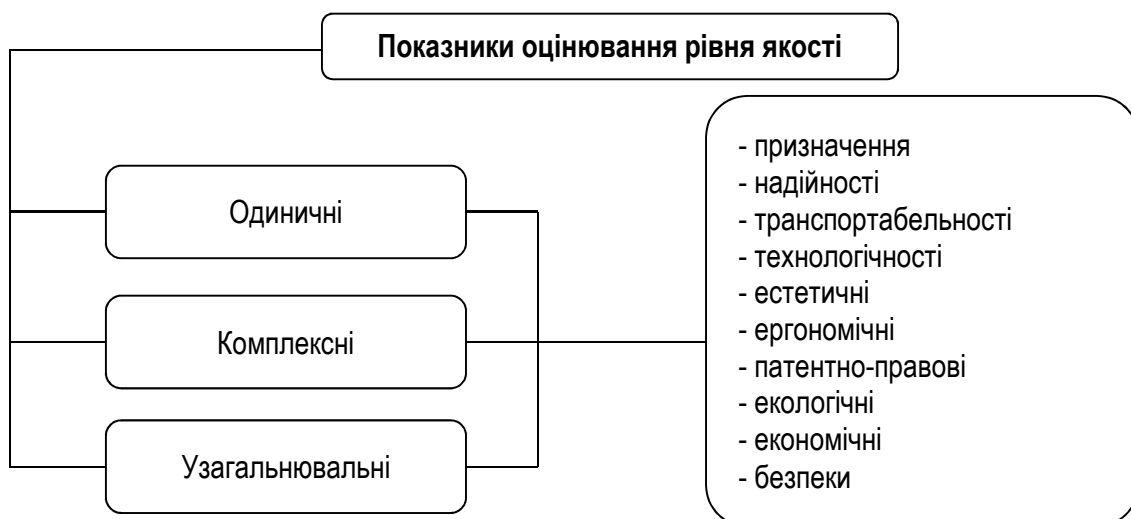 Показники оцінювання рівня якості
Одиничні
Комплексні
Узагальнювальні
- призначення
- надійності
- транспортабельності
- технологічності
- естетичні
- ергономічні
- патентно-правові
- екологічні
- економічні
- безпеки